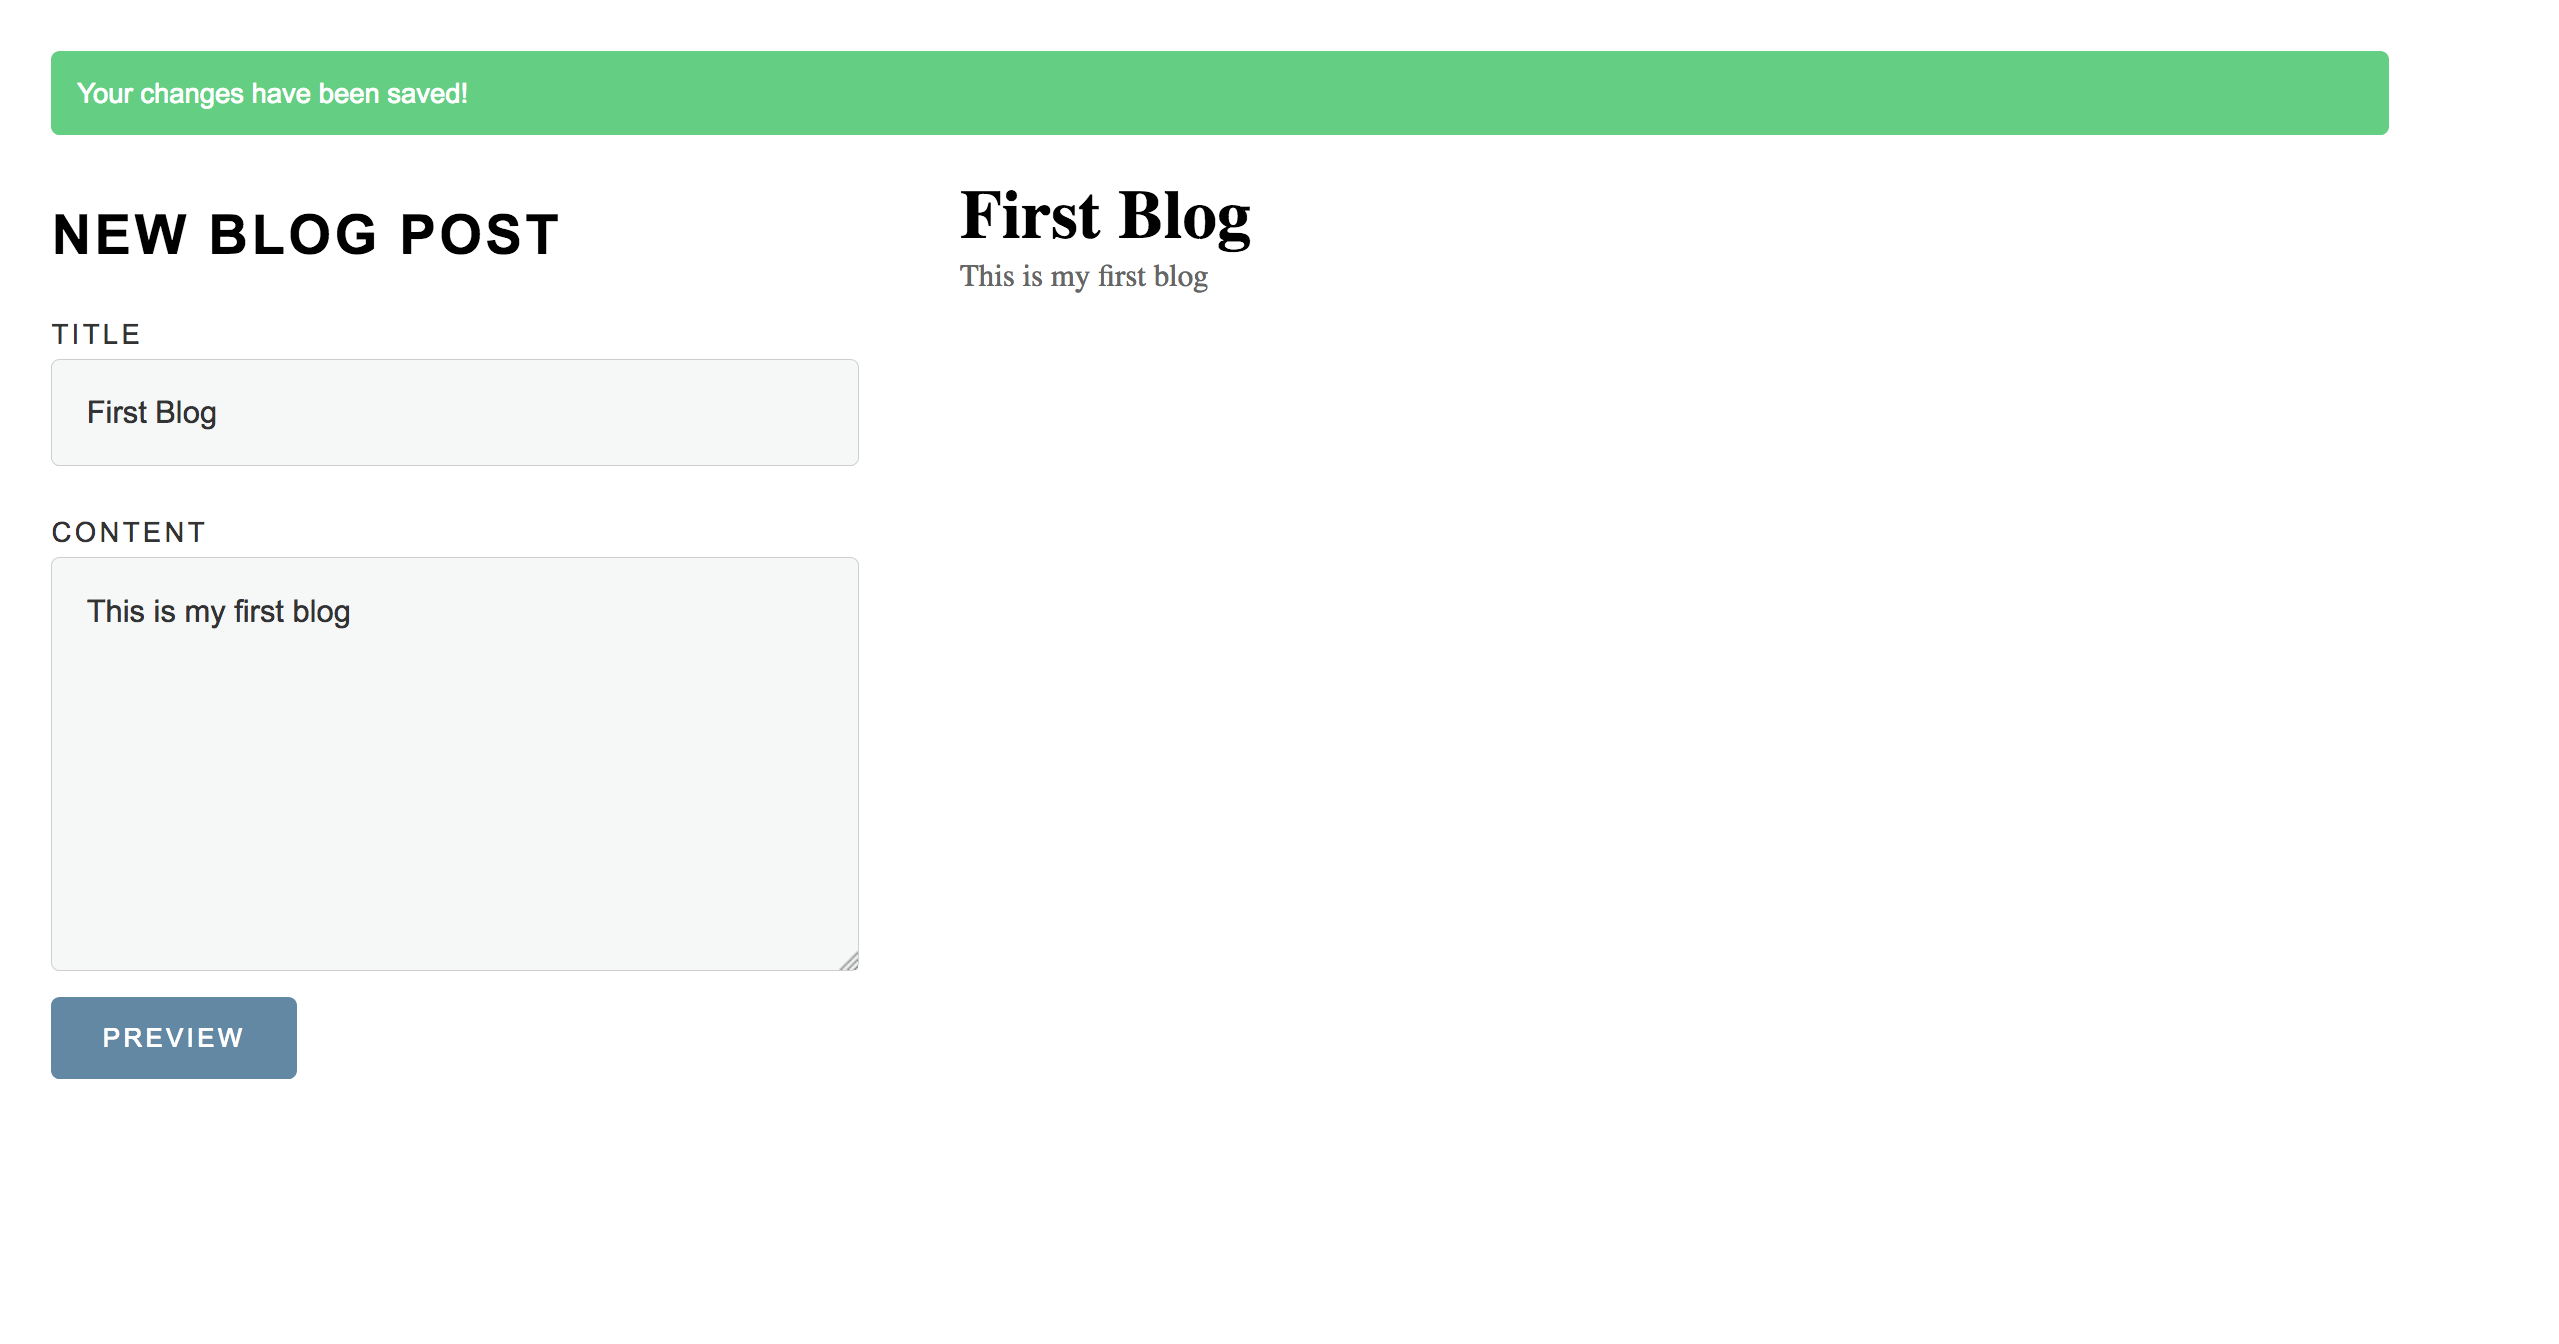 Your changes have been saved!
NEW BLOG POST
TITLE
First Blog
CONTENT
This is my first blog
PREVIEW
First Blog
This is my first blog